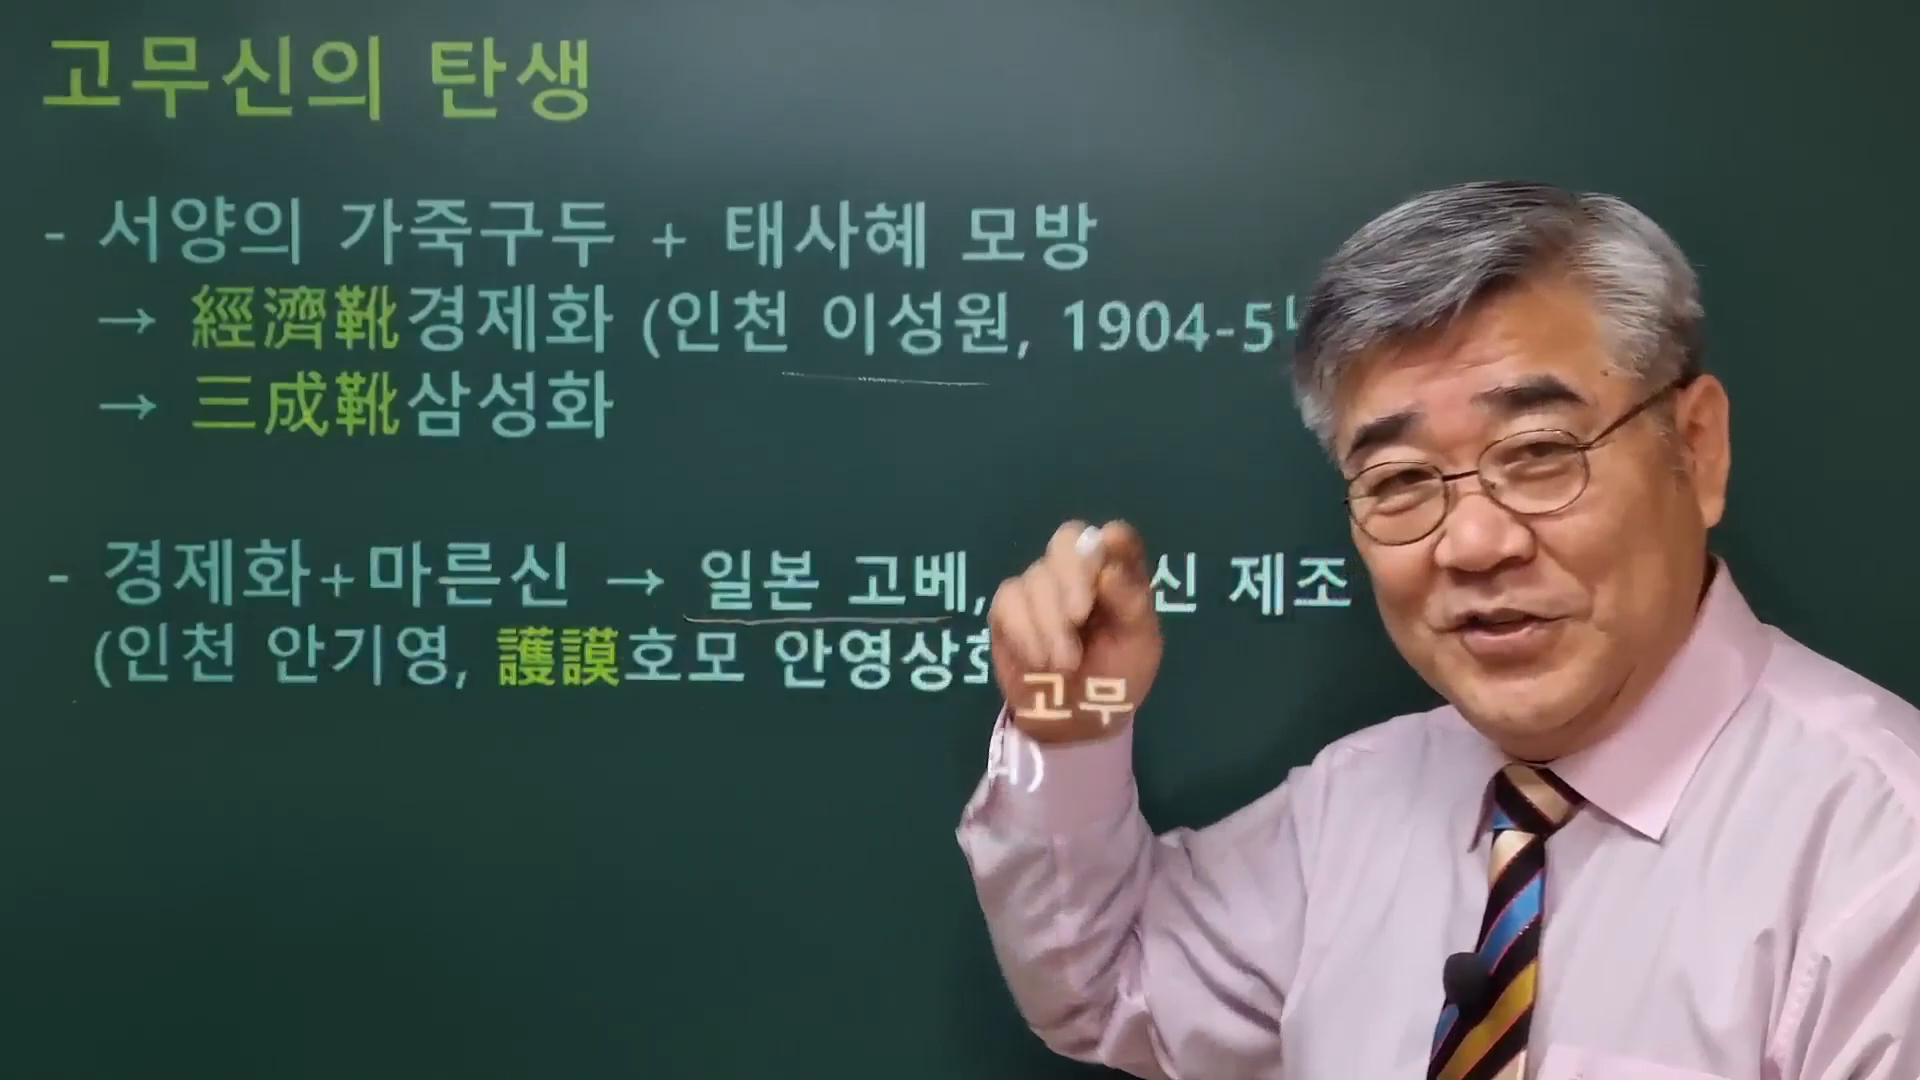 고무신의 탄생
- 서양의 가죽구두 + 태사혜 모방
→ 經濟靴경제화 (인천 이성원, 1904-5
→ 三成靴삼성화
- 경제화+마른신 → 일본 고베, 고무신 제조
(인천 안기영, 護謨호모 안영상회)